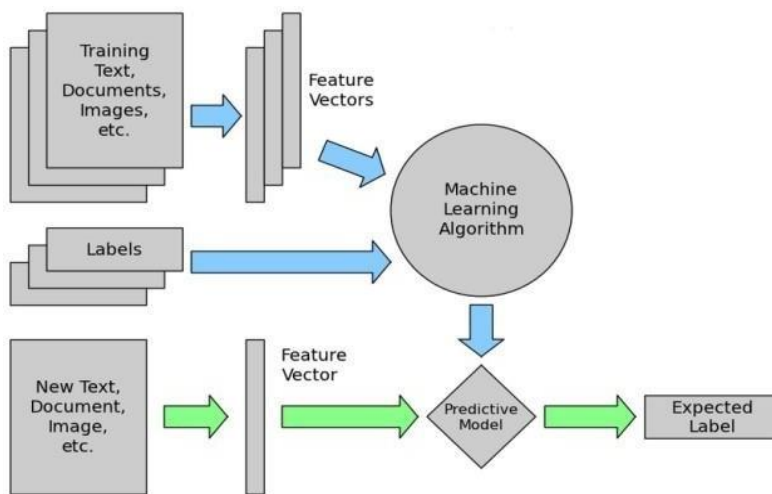 Training
Text,
Documents,
Images,
etc.
Feature
Vectors
Machine
Learning
Algorithm
Labels
New Text,
Document,
Image,
etc.
Feature
Vector
Predictive
Model
Expected
Label